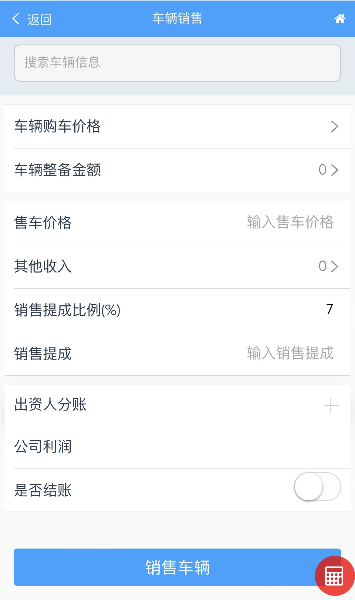 返回
车辆销售
搜索车辆信息
车辆购车价格
车辆整备金额 0
售车价格 输入售车价格
其他收入 0
销售提成比例(%) 7
销售提成 输入销售提成
出资人分账
公司利润
是否结账
销售车辆